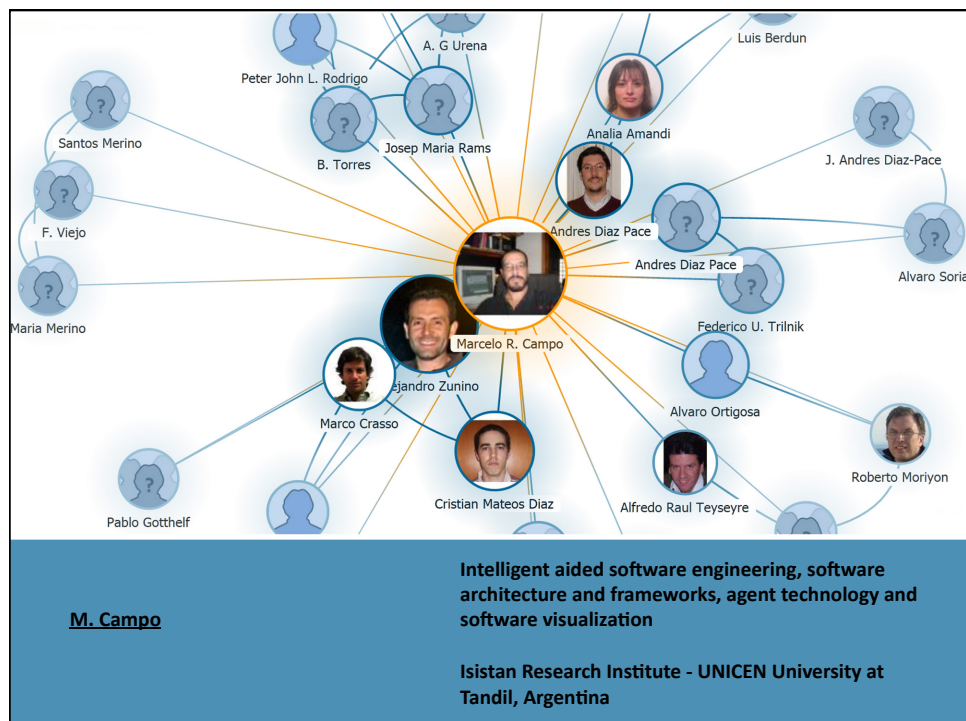 A. G Urena
Luis Berdun
Peter John L. Rodrigo
Analia Amandi
Santos Merino
Josep Maria Rams
J. Andres Diaz-Pace
B. Torres
F. Viejo
Andres Diaz Pace
Andres Diaz Pace
Alvaro Soria
Maria Merino
Federico U. Trilnik
Marcelo R. Campo
ejandro Zunino
Marco Crasso
Alvaro Ortigosa
Roberto Moriyon
Pablo Gotthelf
Cristian Mateos Diaz
Alfredo Raul Teyseyre
Intelligent aided software engineering, software
architecture and frameworks, agent technology and
software visualization
M. Campo
Isistan Research Institute - UNICEN University at
Tandil, Argentina